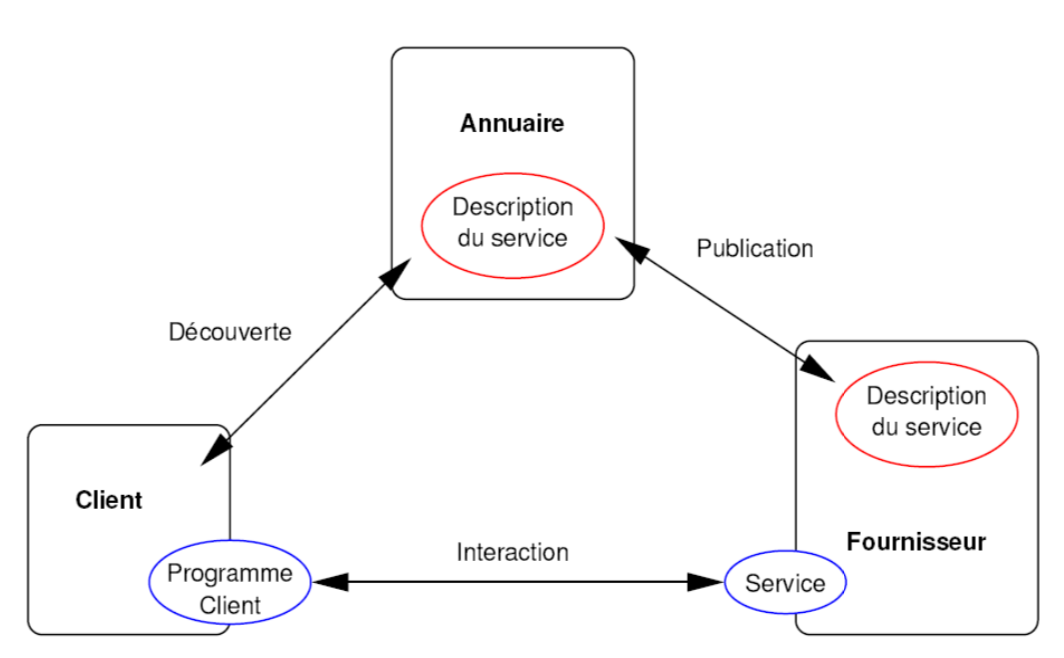 Annuaire
Description
du service
Publication
Découverte
Description
du service
Client
Fournisseur
Interaction
Programme
Client
Service